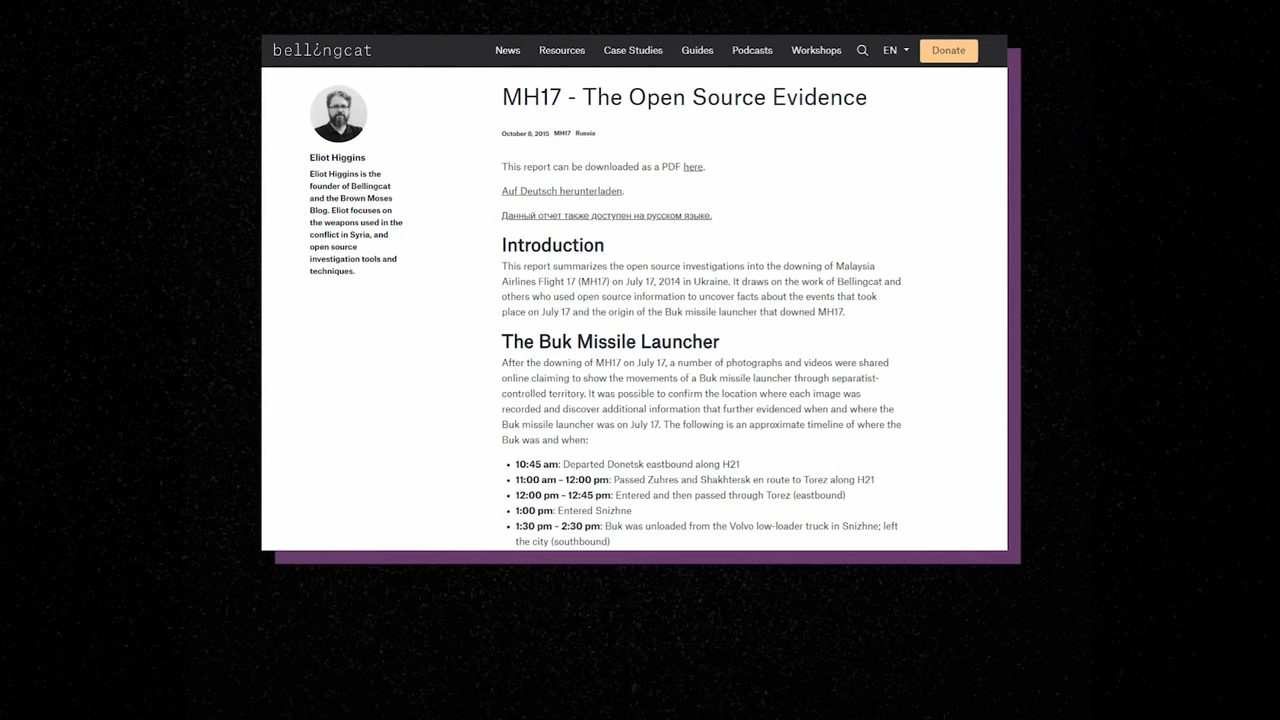 bellingcat
News Resources Case Studies Guides Podcasts Workshops EN Donate
Eliot Higgins
Eliot Higgins is the
founder of Bellingcat
and the Brown Moses
Blog. Eliot focuses on
the weapons used in the
conflict in Syria, and
open source
investigation tools and
techniques.
MH17 - The Open Source Evidence
October 8, 2015 MH17 Russia
This report can be downloaded as a PDF here.
Auf Deutsch herunterladen.
Данный отчет также доступен на русском языке.
Introduction
This report summarizes the open source investigations into the downing of Malaysia
Airlines Flight 17 (MH17) on July 17, 2014 in Ukraine. It draws on the work of Bellingcat and
others who used open source information to uncover facts about the events that took
place on July 17 and the origin of the Buk missile launcher that downed MH17.
The Buk Missile Launcher
After the downing of MH17 on July 17, a number of photographs and videos were shared
online claiming to show the movements of a Buk missile launcher through separatist-
controlled territory. It was possible to confirm the location where each image was
recorded and discover additional information that further evidenced when and where the
Buk missile launcher was on July 17. The following is an approximate timeline of where the
Buk was and when:
• 10:45 am: Departed Donetsk eastbound along H21
• 11:00 am – 12:00 pm: Passed Zuhres and Shakhtersk en route to Torez along H21
• 12:00 pm – 12:45 pm: Entered and then passed through Torez (eastbound)
• 1:00 pm: Entered Snizhne
• 1:30 pm – 2:30 pm: Buk was unloaded from the Volvo low-loader truck in Snizhne; left
the city (southbound)